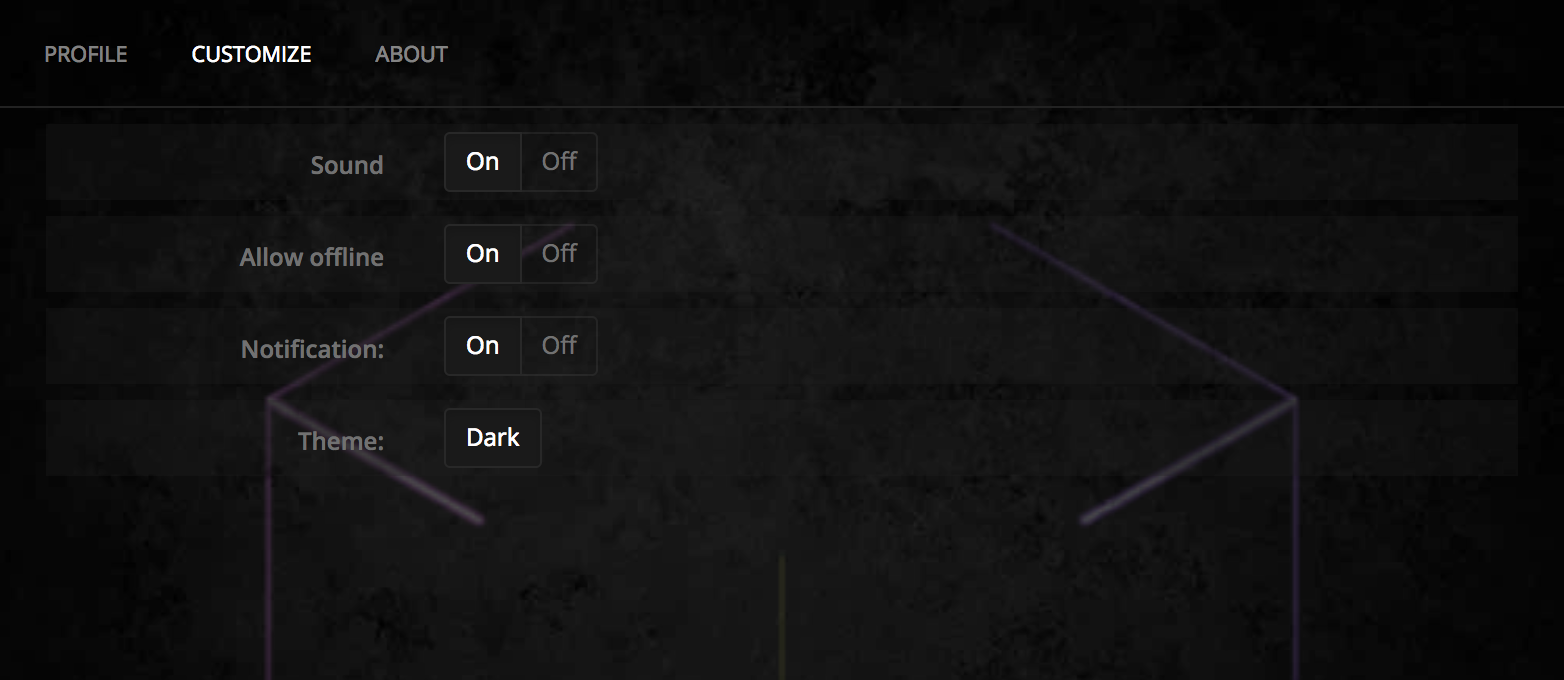 PROFILE CUSTOMIZE ABOUT
Sound On Off
Allow offline On Off
Notification: On Off
Theme: Dark